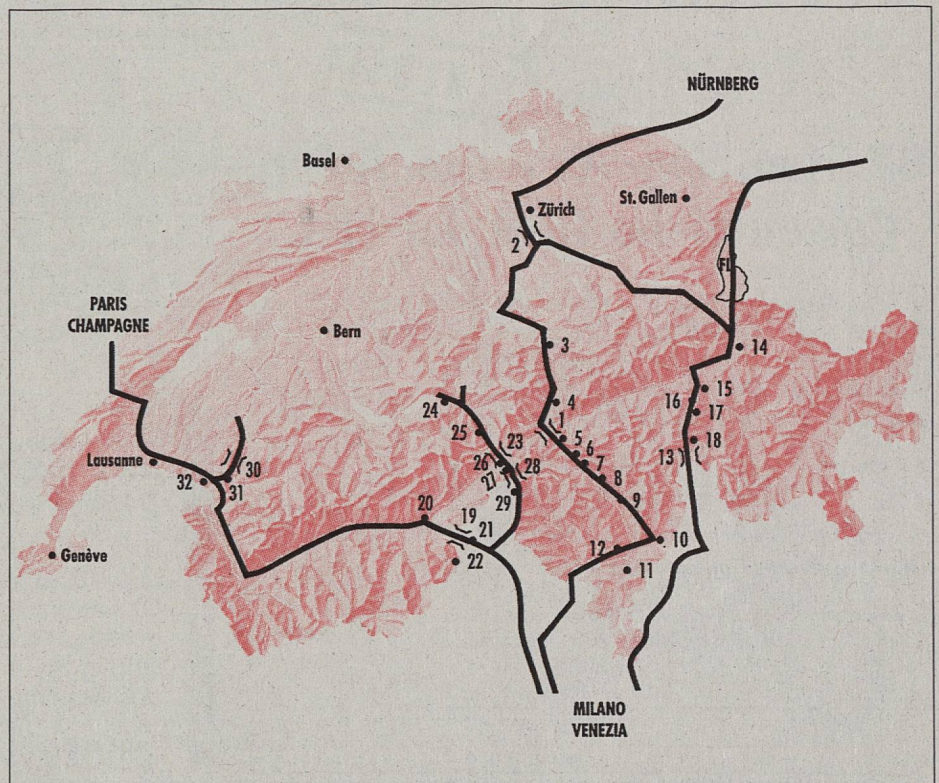 NÜRNBERG
Basel
St. Gallen
Zürich
2
FL
PARIS
CHAMPAGNE
Bern
3
14
24
4
15
16
17
1
25
23
5
6
18
13
Lausanne
30
26
28
7
32
31
27
8
29
9
20
19
21
10
12
Genève
22
11
MILANO
VENEZIA